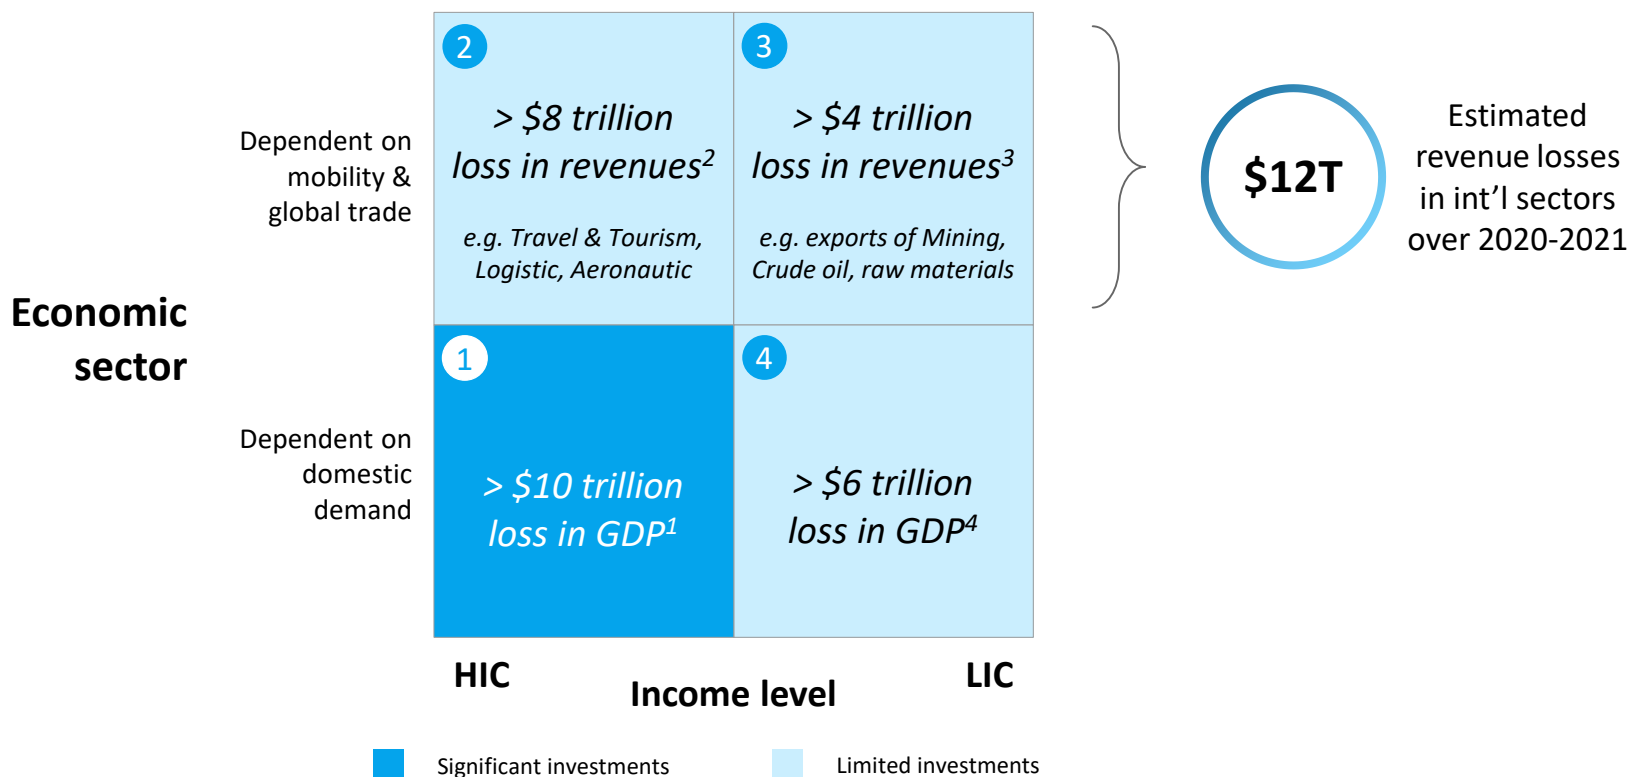 2
> $8 trillion
loss in revenues2
e.g. Travel & Tourism,
Logistic, Aeronautic
3
> $4 trillion
loss in revenues3
e.g. exports of Mining,
Crude oil, raw materials
Dependent on
mobility &
global trade
$12T
Estimated
revenue losses
in int’l sectors
over 2020-2021
Economic
sector
1
> $10 trillion
loss in GDP1
4
> $6 trillion
loss in GDP4
Dependent on
domestic
demand
HIC
LIC
Income level
Significant investments
Limited investments